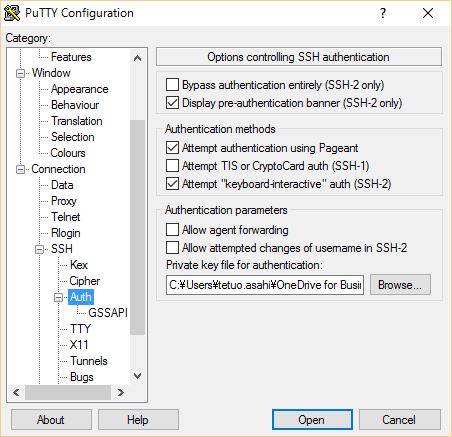 PuTTY Configuration
Category:
Features
Window
Appearance
Behaviour
Translation
Selection
Colours
Connection
Data
Proxy
Telnet
Rlogin
SSH
Kex
Cipher
Auth
GSSAPI
TTY
X11
Tunnels
Bugs
Options controlling SSH authentication
Bypass authentication entirely (SSH-2 only)
Display pre-authentication banner (SSH-2 only)
Authentication methods
Attempt authentication using Pageant
Attempt TIS or CryptoCard auth (SSH-1)
Attempt "keyboard-interactive" auth (SSH-2)
Authentication parameters
Allow agent forwarding
Allow attempted changes of username in SSH-2
Private key file for authentication:
C:¥Users¥tetuo.asahi¥OneDrive for Busin
Browse...
About
Help
Open
Cancel